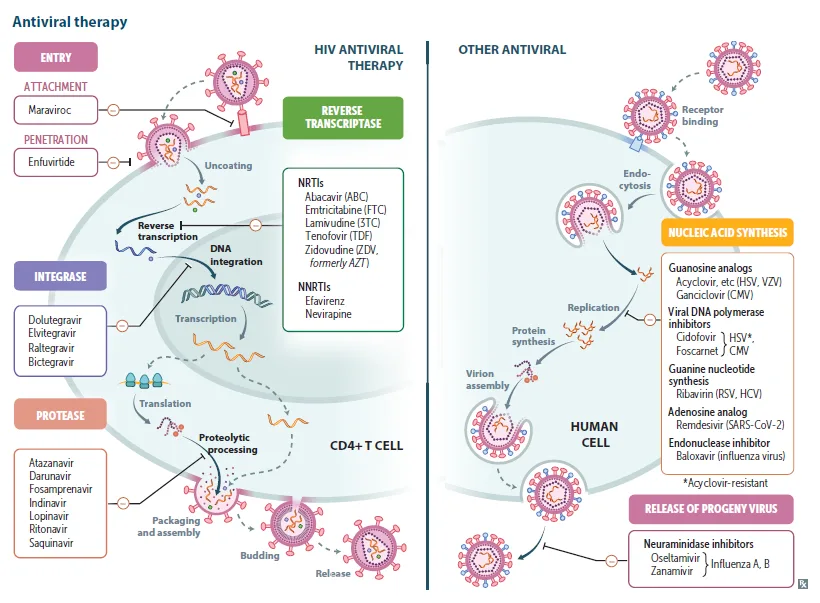 Antiviral therapy
HIV ANTIVIRAL
THERAPY
ENTRY
ATTACHMENT
Maraviroc
PENETRATION
Enfuvirtide
REVERSE
TRANSCRIPTASE
Uncoating
NRTIs
Abacavir (ABC)
Emtricitabine (FTC)
Lamivudine (3TC)
Tenofovir (TDF)
Zidovudine (ZDV,
formerly AZT)
NNRTIs
Efavirenz
Nevirapine
Reverse
transcription
DNA
integration
INTEGRASE
Dolutegravir
Elvitegravir
Raltegravir
Bictegravir
Transcription
Translation
PROTEASE
Atazanavir
Darunavir
Fosamprenavir
Indinavir
Lopinavir
Ritonavir
Saquinavir
Proteolytic
processing
CD4+ T CELL
Packaging
and assembly
Budding
Release
OTHER ANTIVIRAL
Receptor
binding
Endo-
cytosis
NUCLEIC ACID SYNTHESIS
Guanosine analogs
Acyclovir, etc (HSV, VZV)
Ganciclovir (CMV)
Viral DNA polymerase
inhibitors
Cidofovir
Foscarnet
HSV*,
CMV
Guanine nucleotide
synthesis
Ribavirin (RSV, HCV)
Adenosine analog
Remdesivir (SARS-CoV-2)
Endonuclease inhibitor
Baloxavir (influenza virus)
*Acyclovir-resistant
Replication
Protein
synthesis
Virion
assembly
HUMAN
CELL
RELEASE OF PROGENY VIRUS
Neuraminidase inhibitors
Oseltamivir
Zanamivir
Influenza A, B
Rx